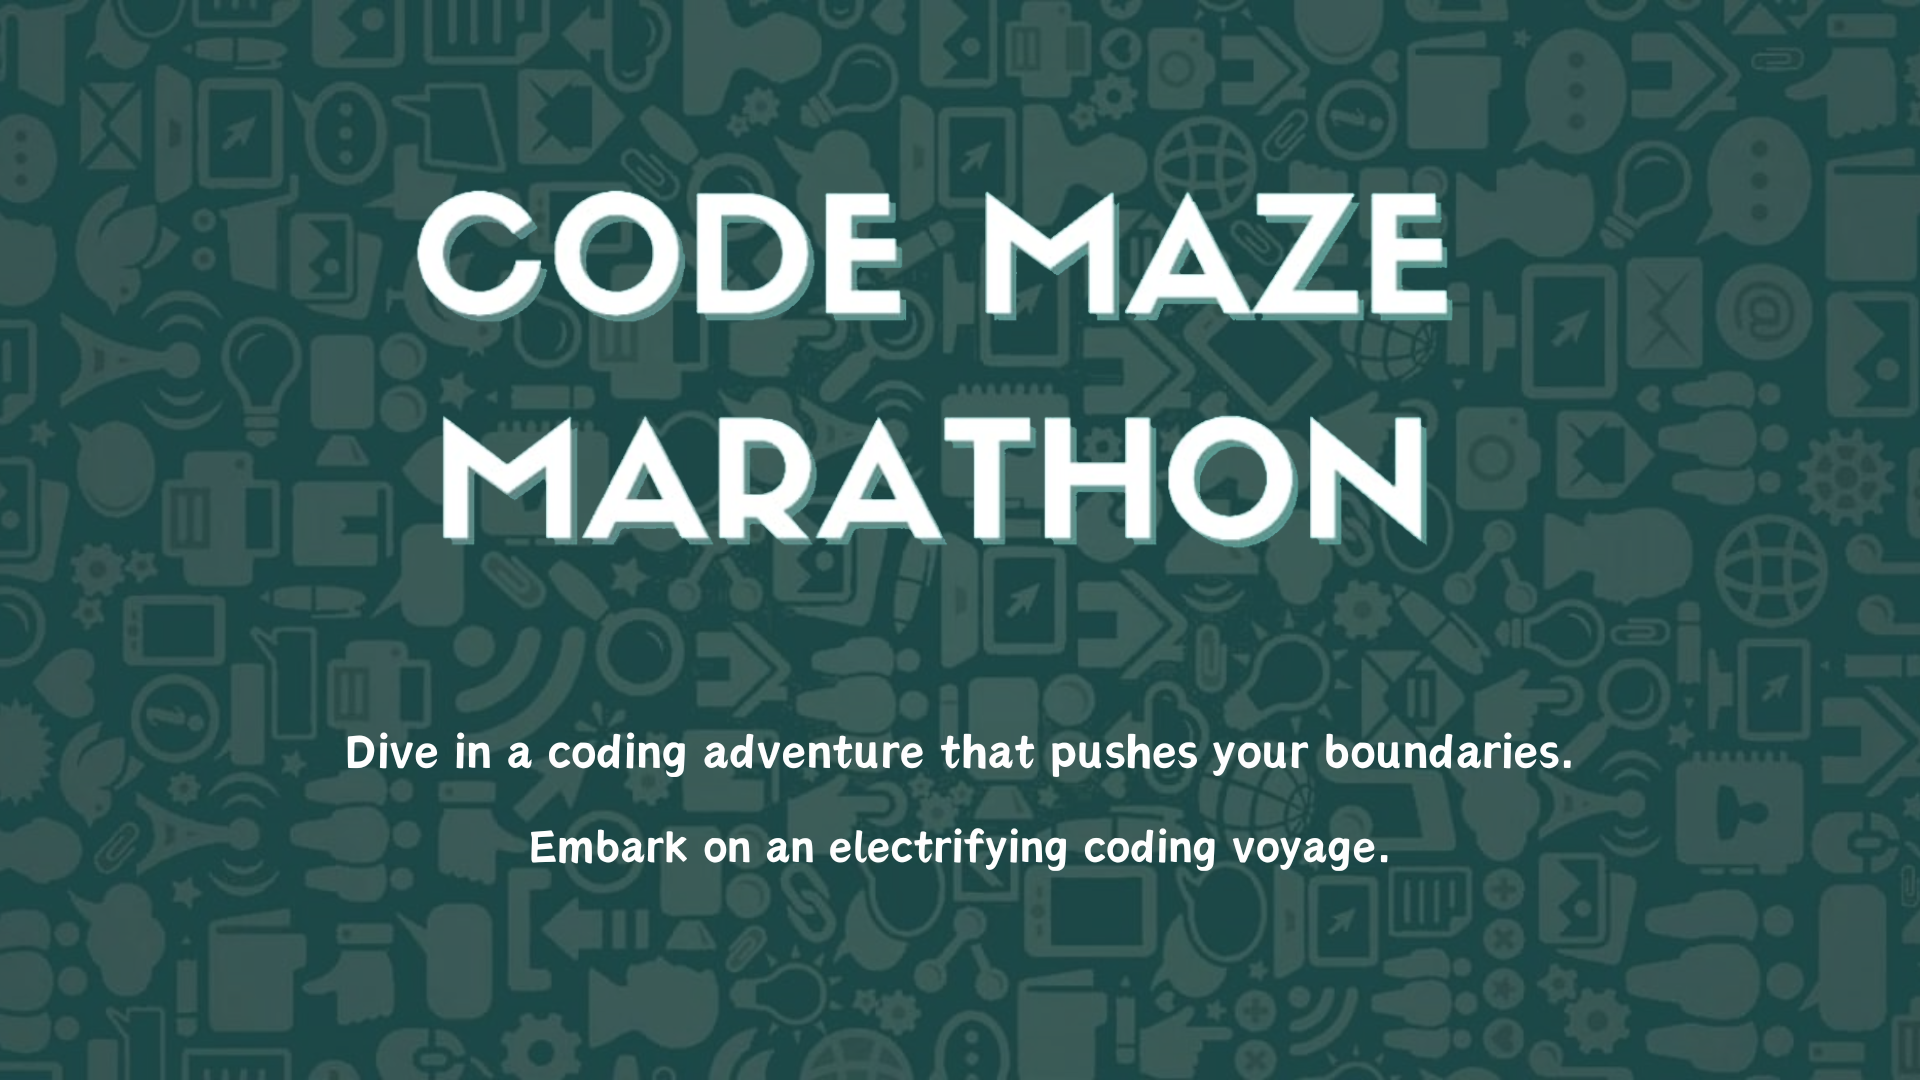 CODE MAZE
MARATHON
Dive in a coding adventure that pushes your boundaries.
Embark on an electrifying coding voyage.